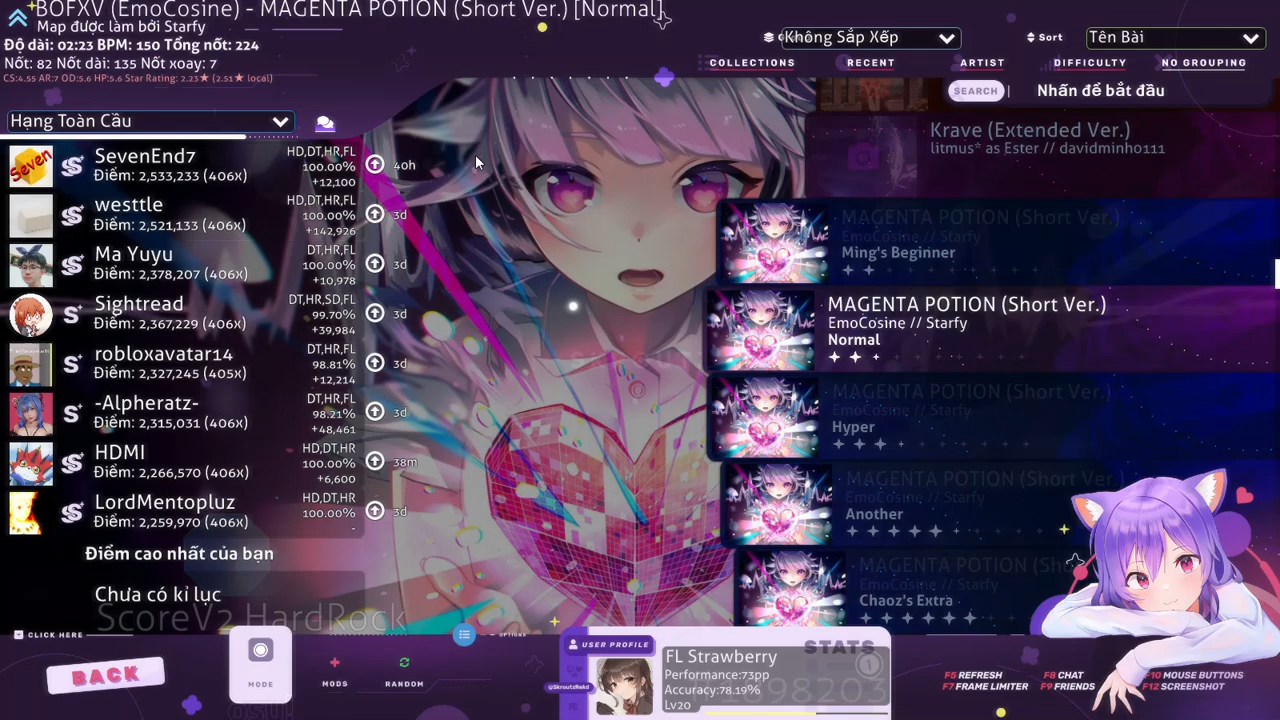 BOFXV (EmoCosine) - MAGENTA POTION (Short Ver.) [Normal]
Map được làm bởi Starfy
Độ dài: 02:23 BPM: 150 Tổng nốt: 224
Nốt: 82 Nốt dài: 135 Nốt xoay: 7
CS:4.55 AR:7 OD:5.6 HP:5.6 Star Rating: 2.23★ (2.51★ local)
Không Sắp Xếp
Sort
Tên Bài
COLLECTIONS
RECENT
ARTIST
DIFFICULTY
NO GROUPING
SEARCH
Nhấn để bắt đầu
Hạng Toàn Cầu
SevenEnd7
Điểm: 2,533,233 (406x)
HD,DT,HR,FL
100.00%
+12,100
40h
westtle
Điểm: 2,521,133 (406x)
HD,DT,HR,FL
100.00%
+142,926
3d
Ma Yuyu
Điểm: 2,378,207 (406x)
DT,HR,FL
100.00%
+10,978
3d
Sightread
Điểm: 2,367,229 (406x)
DT,HR,SD,FL
99.70%
+39,984
3d
robloxavatar14
Điểm: 2,327,245 (405x)
DT,HR,FL
98.81%
+12,214
3d
-Alpheratz-
Điểm: 2,315,031 (406x)
DT,HR,FL
98.21%
+48,461
3d
HDMI
Điểm: 2,266,570 (406x)
HD,DT,HR
100.00%
+6,600
38m
LordMentopluz
Điểm: 2,259,970 (406x)
HD,DT,HR
100.00%
-
3d
Điểm cao nhất của bạn
Chưa có kỉ lục
ScoreV2 HardRock
Krave (Extended Ver.)
litmus* as Ester // davidminho111
MAGENTA POTION (Short Ver.)
EmoCosine // Starfy
Ming's Beginner
MAGENTA POTION (Short Ver.)
EmoCosine // Starfy
Normal
MAGENTA POTION (Short Ver.)
EmoCosine // Starfy
Hyper
MAGENTA POTION (Short Ver.)
EmoCosine // Starfy
Another
MAGENTA POTION (Sho
EmoCosine // Starfy
Chaoz's Extra
CLICK HERE
BACK
MODE
MODS
RANDOM
OPTIONS
USER PROFILE
@SkroutzRekd
STATS
FL Strawberry
Performance:73pp
Accuracy:78.19%
Lv20
F5 REFRESH
F7 FRAME LIMITER
F8 CHAT
F9 FRIENDS
F10 MOUSE BUTTONS
F12 SCREENSHOT